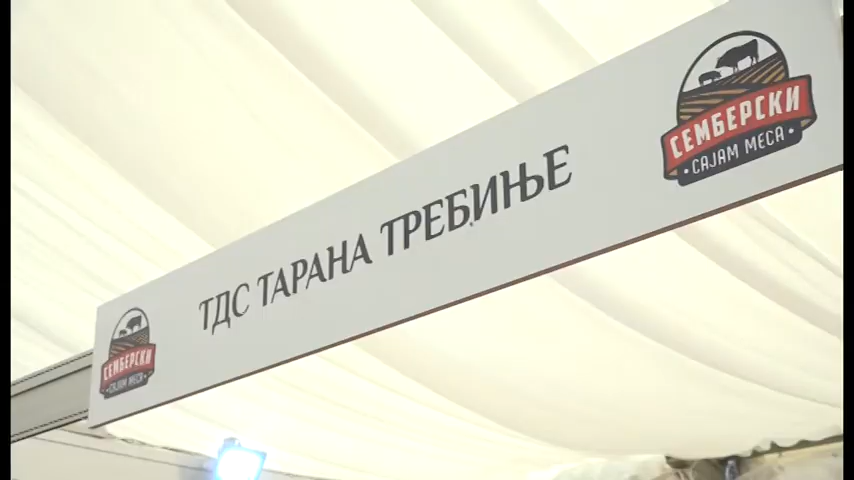 СЕМБЕРСКИ
• САЈАМ МЕСА •
ТДС ТАРАНА ТРЕБИЊЕ
СЕМБЕРСКИ
• САЈАМ МЕСА •